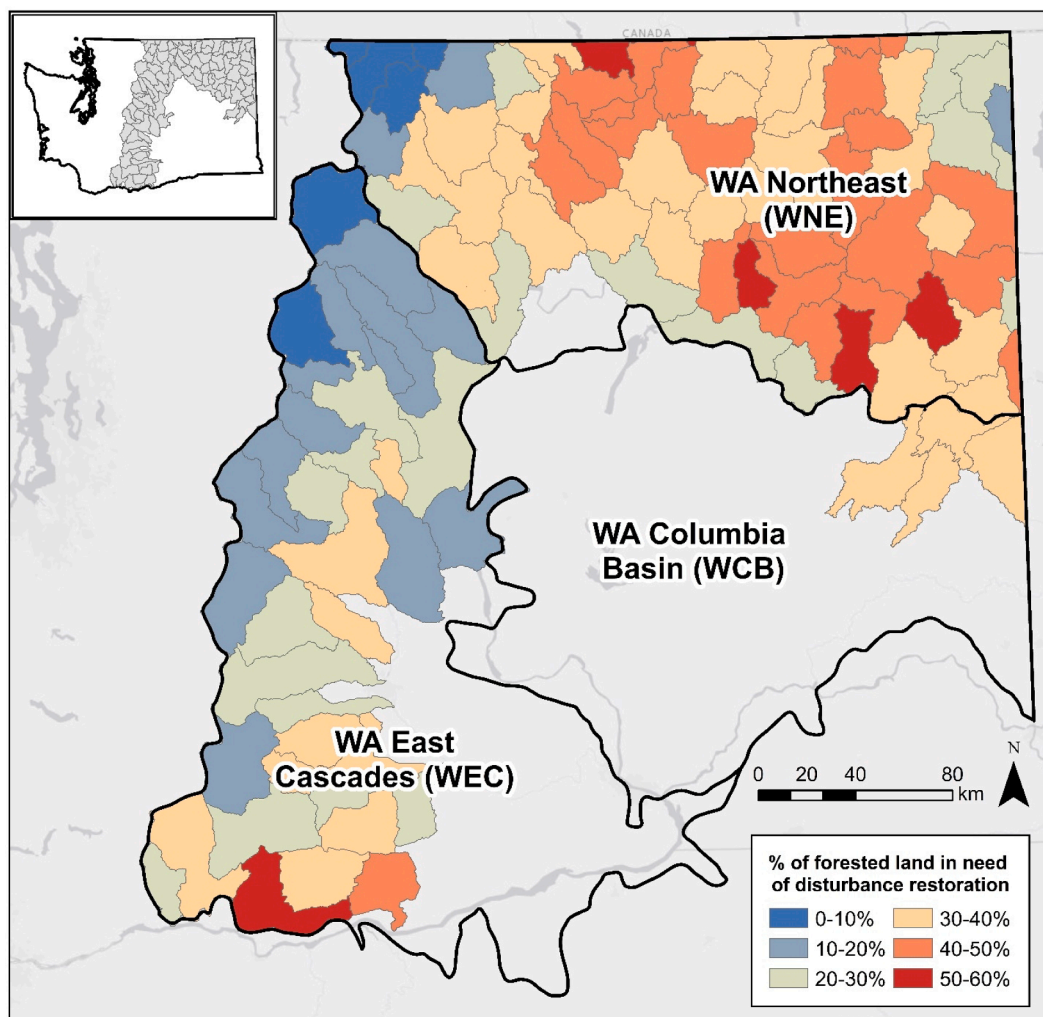 CANADA
WA Northeast
(WNE)
WA Columbia
Basin (WCB)
WA East
Cascades (WEC)
N
0 20 40 80
km
% of forested land in need
of disturbance restoration
0-10%
30-40%
10-20%
40-50%
20-30%
50-60%